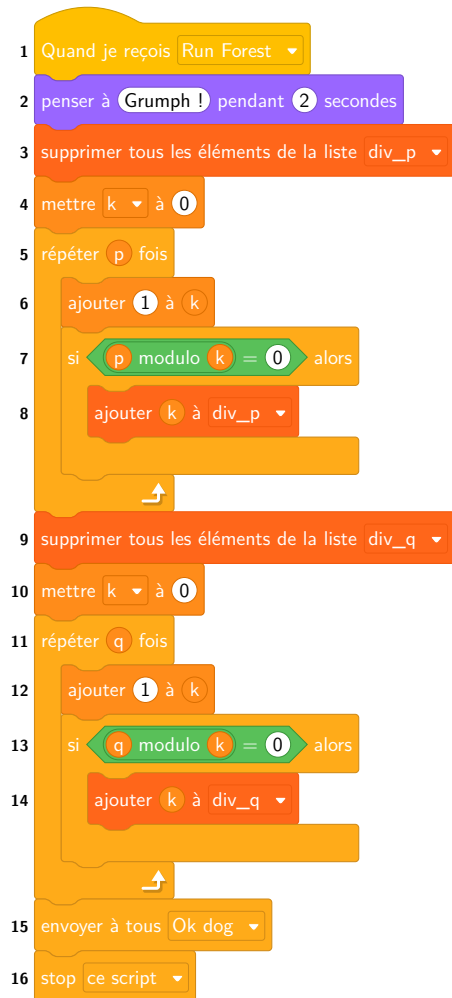 1 Quand je reçois Run Forest
2 penser à Grumph ! pendant 2 secondes
3 supprimer tous les éléments de la liste div_p
4 mettre k à 0
5 répéter p fois
6 ajouter 1 à k
7 si p modulo k = 0 alors
8 ajouter k à div_p
9 supprimer tous les éléments de la liste div_q
10 mettre k à 0
11 répéter q fois
12 ajouter 1 à k
13 si q modulo k = 0 alors
14 ajouter k à div_q
15 envoyer à tous Ok dog
16 stop ce script